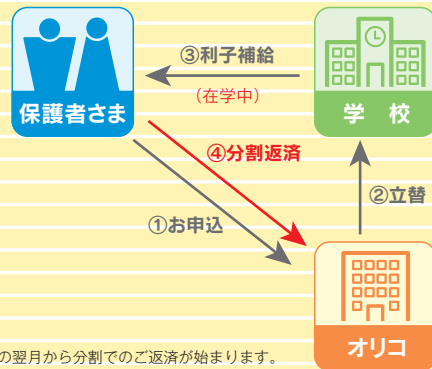 ③利子補給
(在学中)
保護者さま
学 校
④分割返済
②立替
①お申込
オリコ
の翌月から分割でのご返済が始まります。